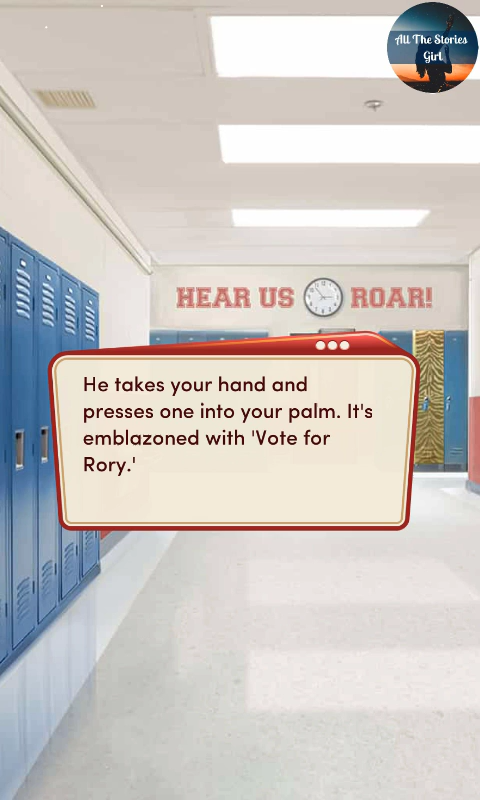 All The Stories
Girl
HEAR US ROAR!
He takes your hand and
presses one into your palm. It's
emblazoned with 'Vote for
Rory.'